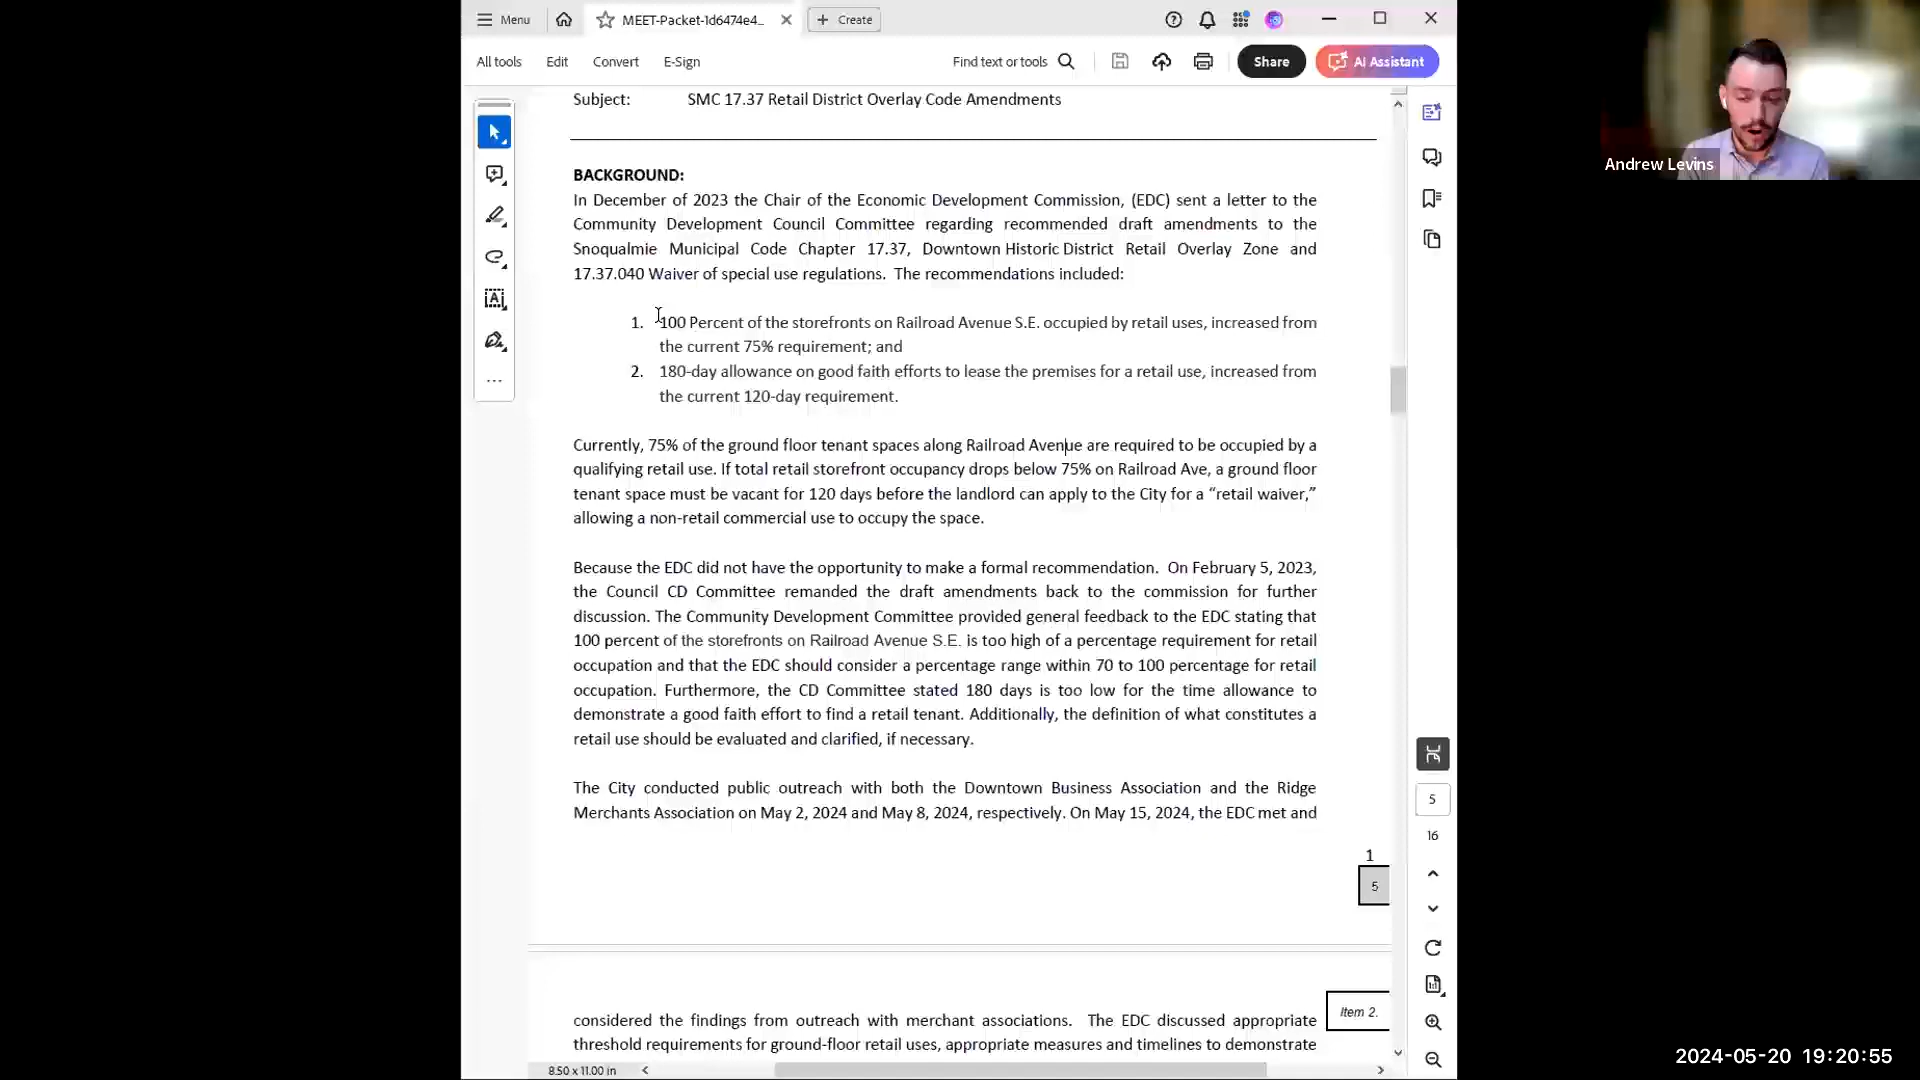 Menu
MEET-Packet-1d6474e4...
Create
All tools
Edit
Convert
E-Sign
Find text or tools
Share
AI Assistant
Andrew Levins
Subject: SMC 17.37 Retail District Overlay Code Amendments
BACKGROUND:
In December of 2023 the Chair of the Economic Development Commission, (EDC) sent a letter to the
Community Development Council Committee regarding recommended draft amendments to the
Snoqualmie Municipal Code Chapter 17.37, Downtown Historic District Retail Overlay Zone and
17.37.040 Waiver of special use regulations. The recommendations included:
1. 100 Percent of the storefronts on Railroad Avenue S.E. occupied by retail uses, increased from
the current 75% requirement; and
2. 180-day allowance on good faith efforts to lease the premises for a retail use, increased from
the current 120-day requirement.
Currently, 75% of the ground floor tenant spaces along Railroad Avenue are required to be occupied by a
qualifying retail use. If total retail storefront occupancy drops below 75% on Railroad Ave, a ground floor
tenant space must be vacant for 120 days before the landlord can apply to the City for a “retail waiver,”
allowing a non-retail commercial use to occupy the space.
Because the EDC did not have the opportunity to make a formal recommendation. On February 5, 2023,
the Council CD Committee remanded the draft amendments back to the commission for further
discussion. The Community Development Committee provided general feedback to the EDC stating that
100 percent of the storefronts on Railroad Avenue S.E. is too high of a percentage requirement for retail
occupation and that the EDC should consider a percentage range within 70 to 100 percentage for retail
occupation. Furthermore, the CD Committee stated 180 days is too low for the time allowance to
demonstrate a good faith effort to find a retail tenant. Additionally, the definition of what constitutes a
retail use should be evaluated and clarified, if necessary.
The City conducted public outreach with both the Downtown Business Association and the Ridge
Merchants Association on May 2, 2024 and May 8, 2024, respectively. On May 15, 2024, the EDC met and
1
5
5
16
Item 2.
considered the findings from outreach with merchant associations. The EDC discussed appropriate
threshold requirements for ground-floor retail uses, appropriate measures and timelines to demonstrate
8.50 x 11.00 in
2024-05-20 19:20:55